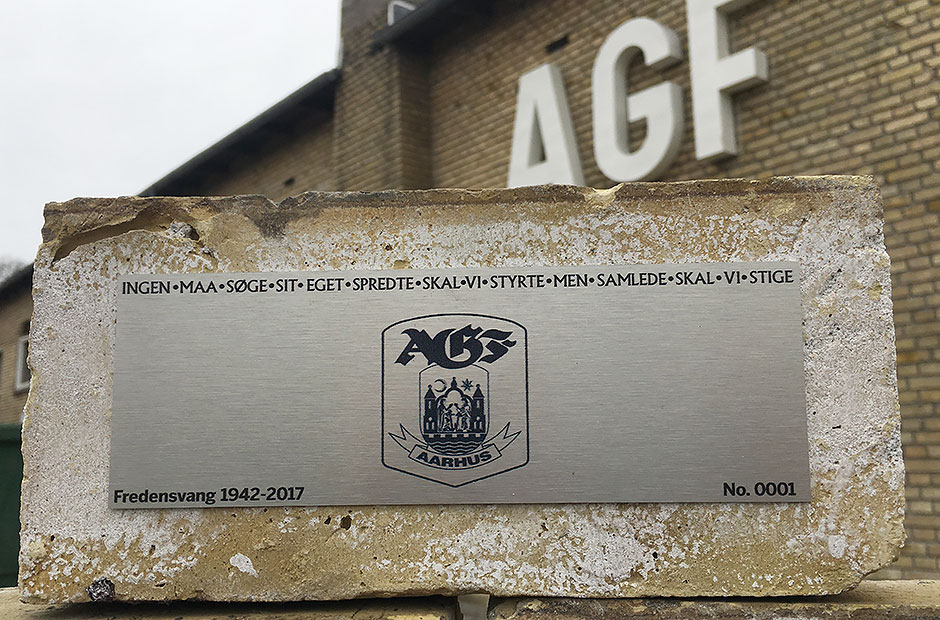 AGF
INGEN•MAA•SØGE•SIT•EGET•SPREDTE•SKAL•VI•STYRTE•MEN•SAMLEDE•SKAL•VI•STIGE
AGF
AARHUS
Fredensvang 1942-2017
No. 0001